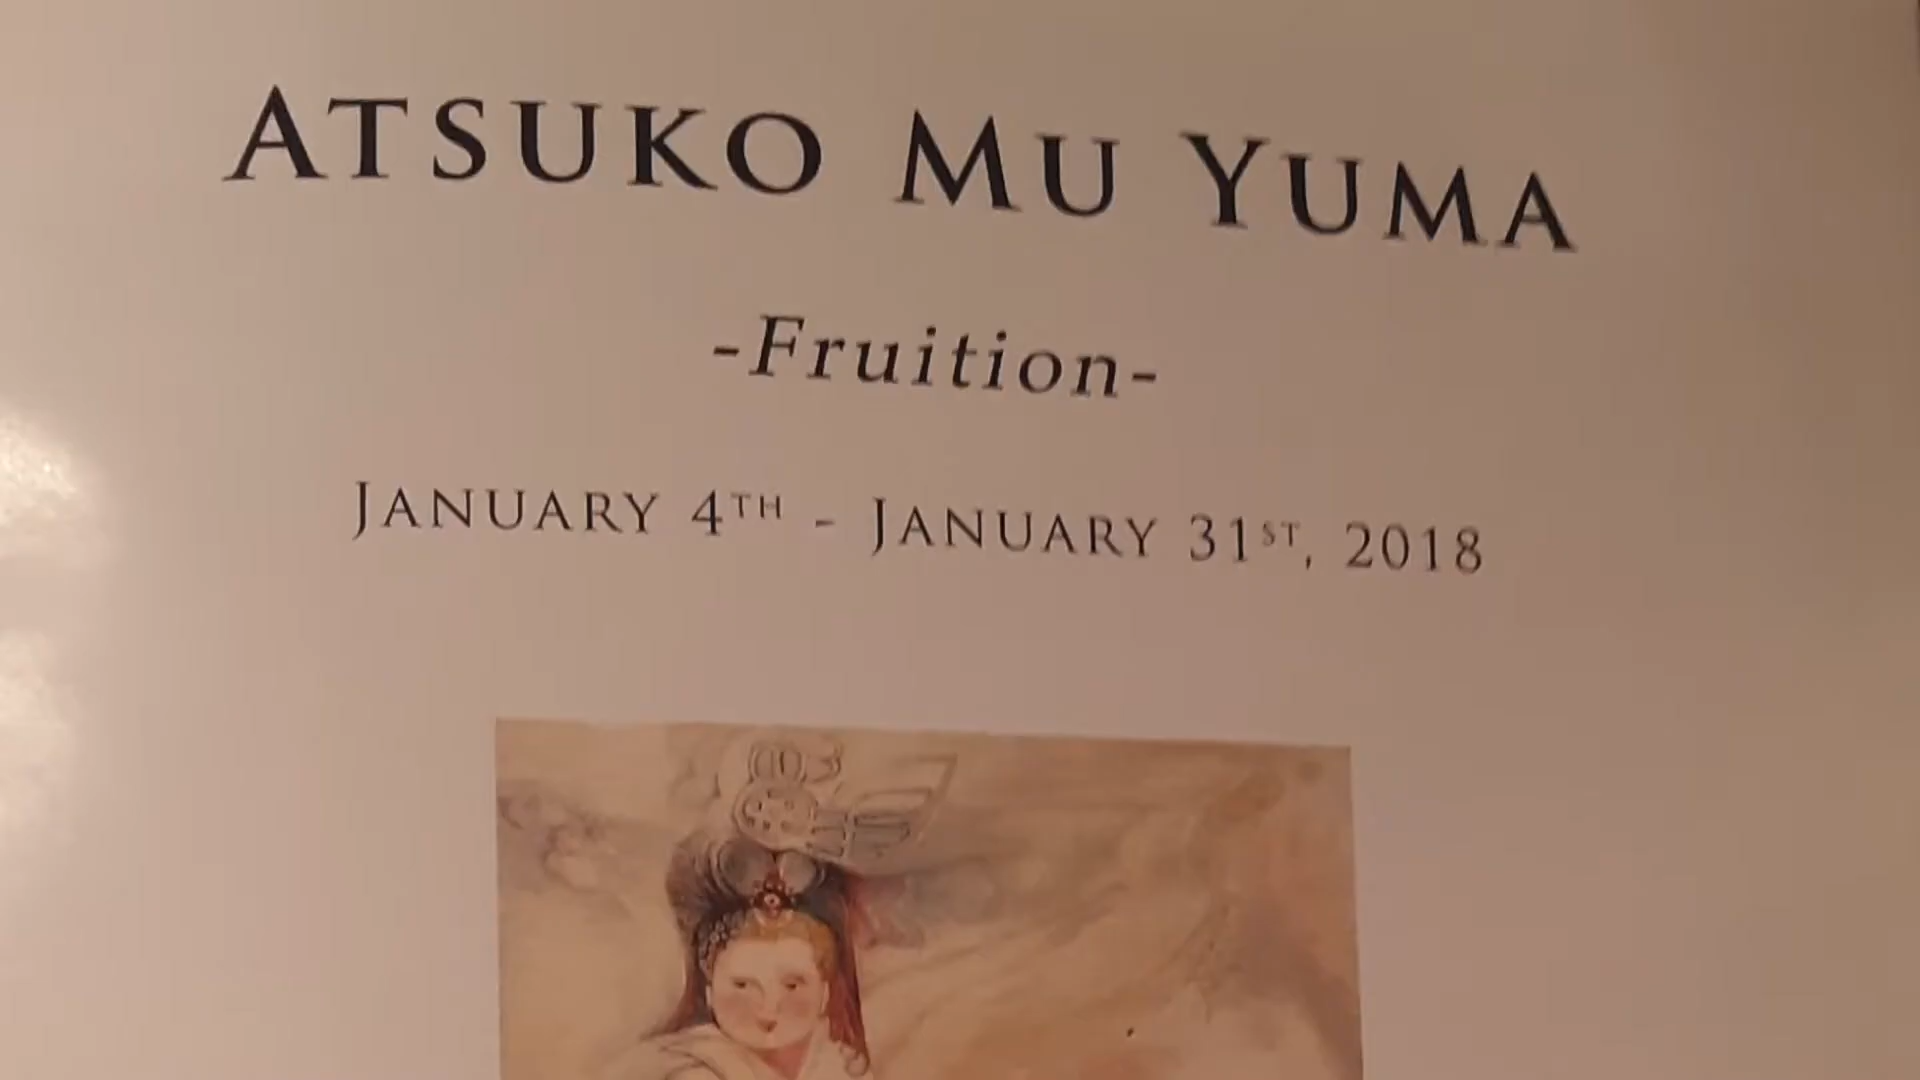 ATSUKO MU YUMA
-Fruition-
JANUARY 4TH - JANUARY 31ST, 2018